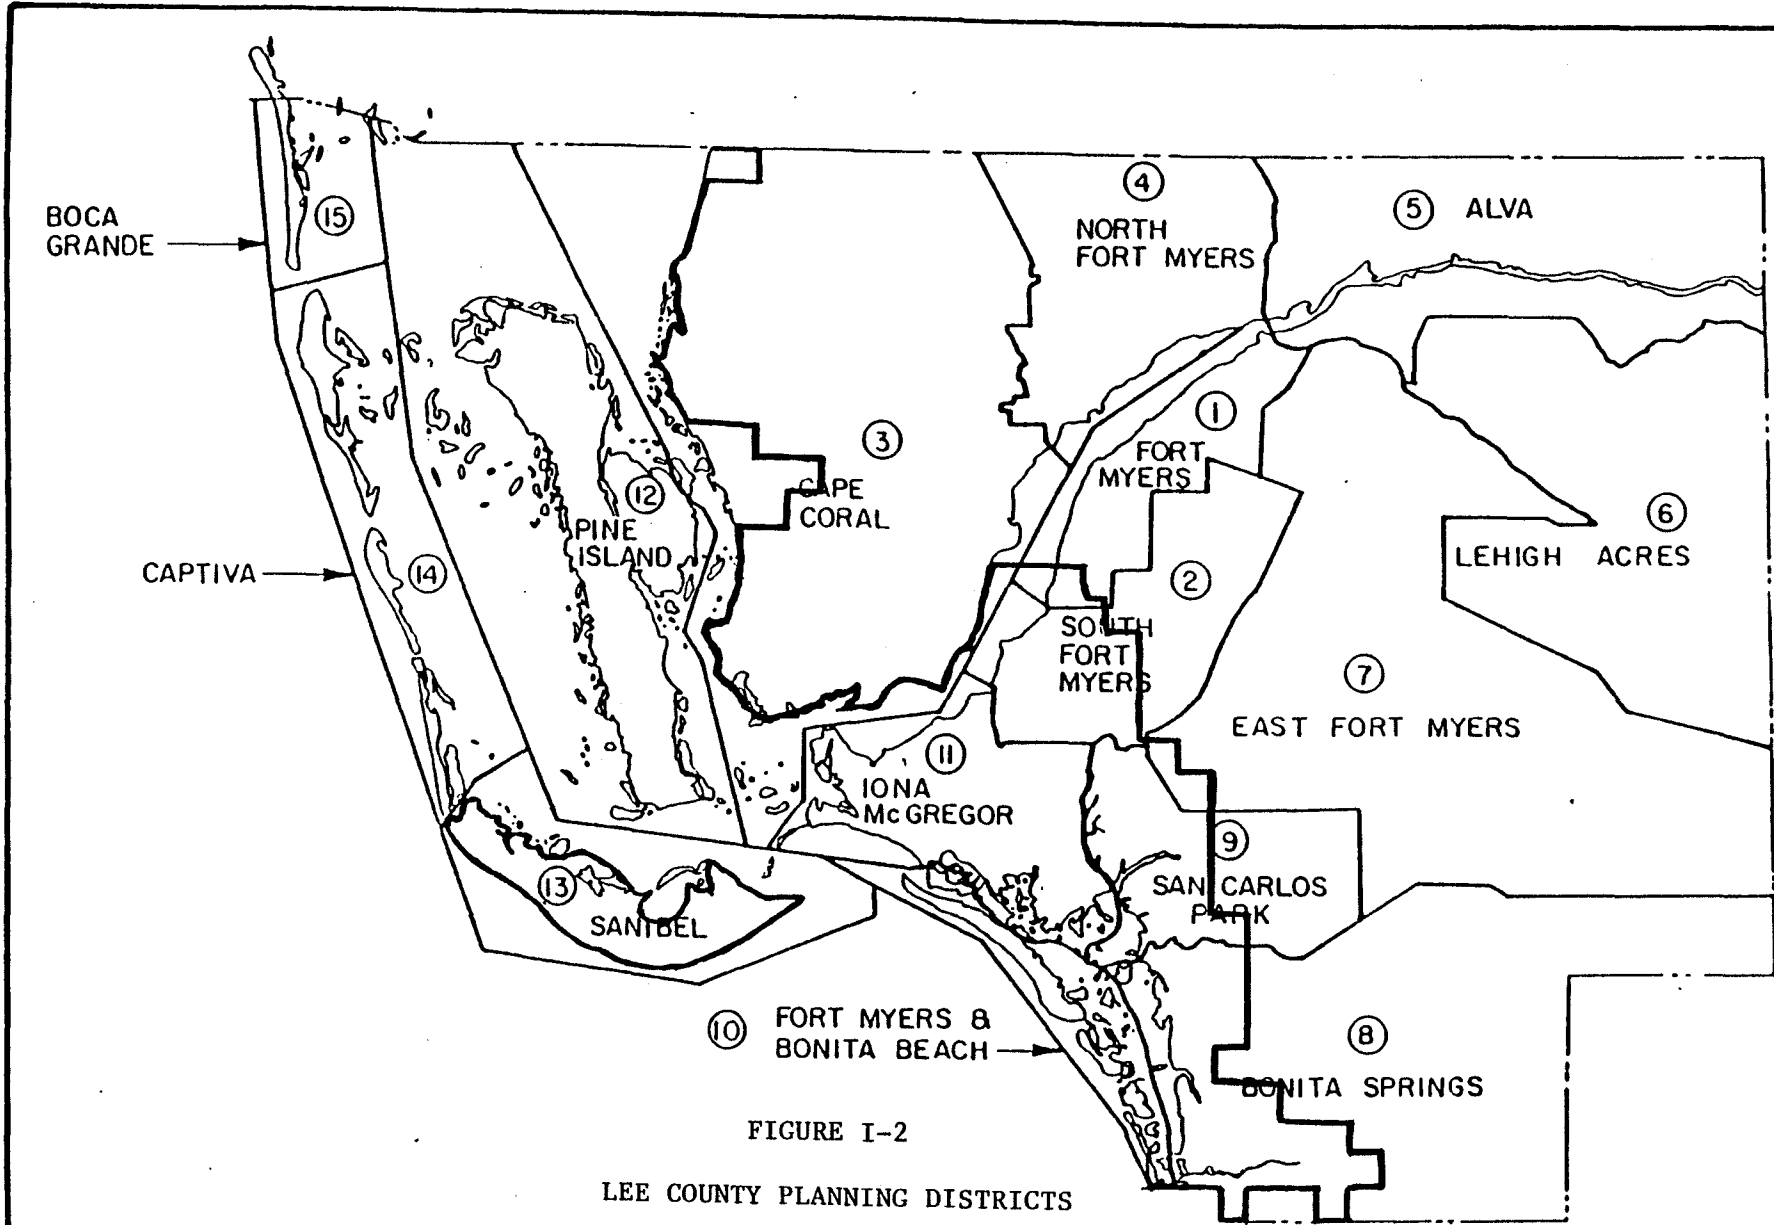 BOCA
GRANDE
15
4
NORTH
FORT MYERS
5 ALVA
1
FORT
MYERS
3
CAPE
CORAL
12
PINE
ISLAND
6
LEHIGH ACRES
CAPTIVA
14
2
SOUTH
FORT
MYERS
7
EAST FORT MYERS
11
IONA
McGREGOR
9
SAN CARLOS
PARK
13
SANIBEL
10 FORT MYERS &
BONITA BEACH
8
BONITA SPRINGS
FIGURE I-2
LEE COUNTY PLANNING DISTRICTS